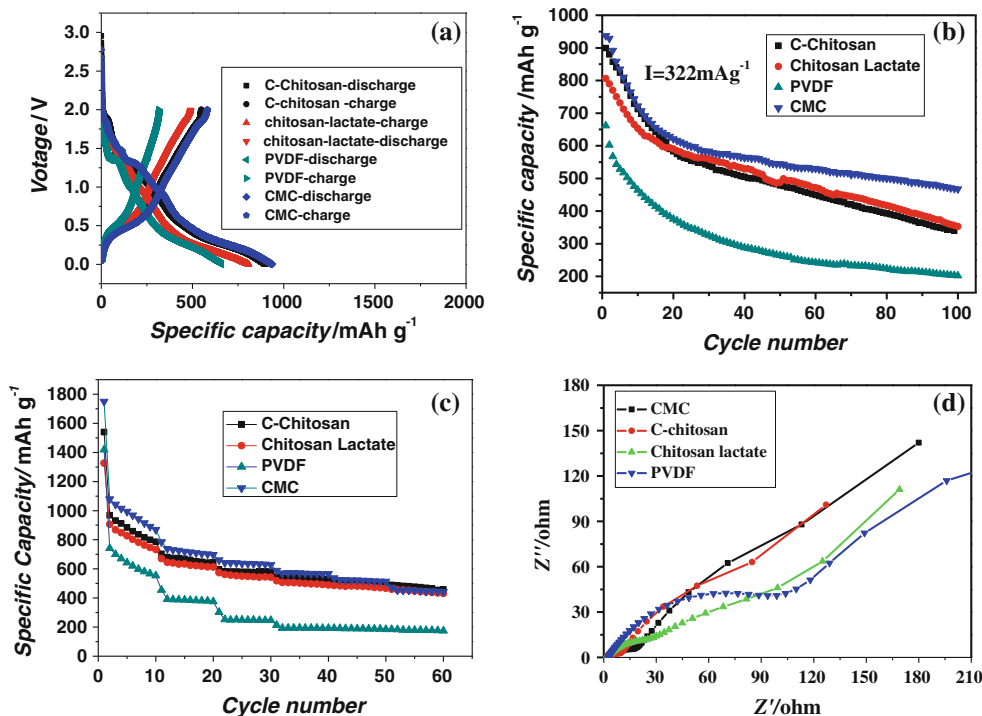 (a)
Votage/ V
3.0
2.5
2.0
1.5
1.0
0.5
0.0
C-Chitosan-discharge
C-chitosan -charge
chitosan-lactate-charge
chitosan-lactate-discharge
PVDF-discharge
PVDF-charge
CMC-discharge
CMC-charge
0 500 1000 1500 2000
Specific capacity/mAh g⁻¹
(b)
Specific capacity/mAh g⁻¹
1000
900
800
700
600
500
400
300
200
I=322mAg⁻¹
C-Chitosan
Chitosan Lactate
PVDF
CMC
0 20 40 60 80 100
Cycle number
(c)
Specific Capacity/ mAh g⁻¹
1800
1600
1400
1200
1000
800
600
400
200
0
C-Chitosan
Chitosan Lactate
PVDF
CMC
0 10 20 30 40 50 60
Cycle number
(d)
Z''/ohm
150
120
90
60
30
0
CMC
C-chitosan
Chitosan lactate
PVDF
0 30 60 90 120 150 180 210
Z'/ohm